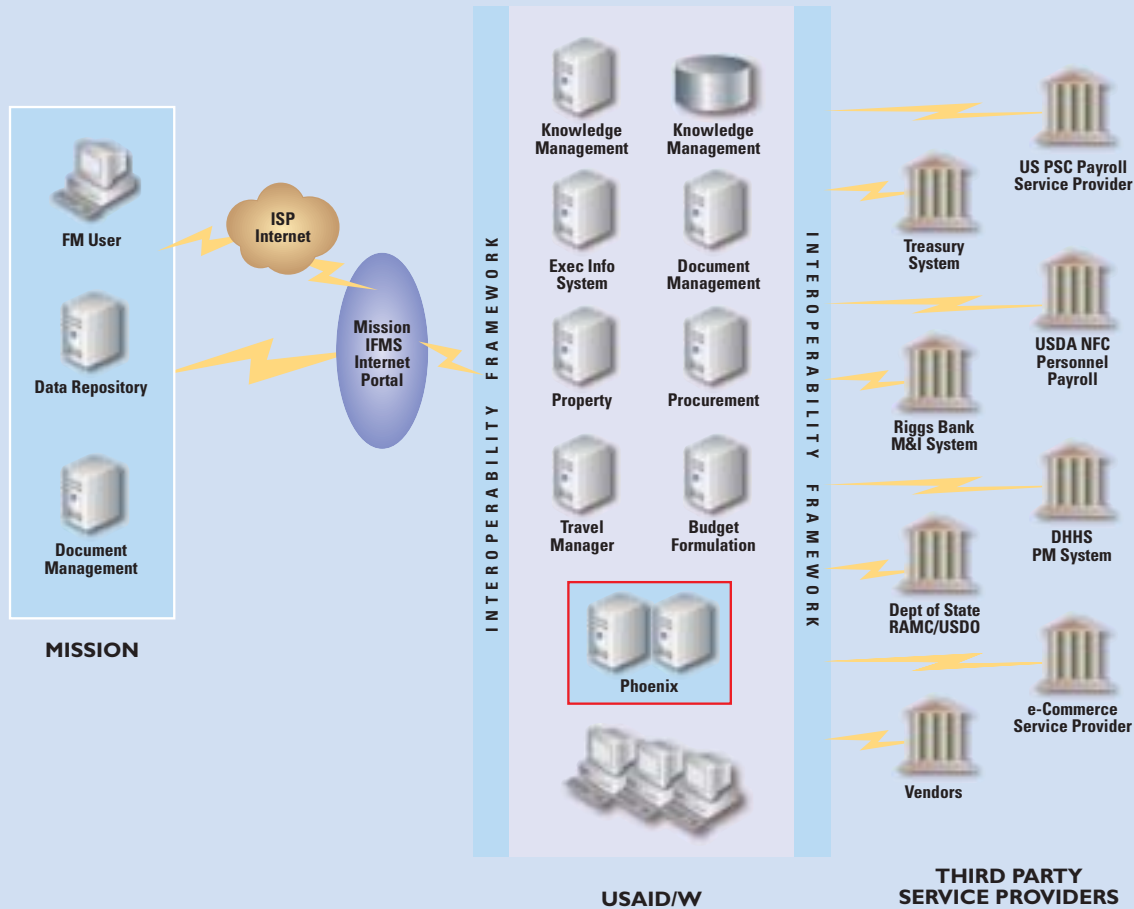 FM User
Data Repository
Document
Management
MISSION
ISP
Internet
Mission
IFMS
Internet
Portal
INTEROPERABILITY FRAMEWORK
Knowledge
Management
Knowledge
Management
Exec Info
System
Document
Management
Property
Procurement
Travel
Manager
Budget
Formulation
Phoenix
USAID/W
INTEROPERABILITY FRAMEWORK
US PSC Payroll
Service Provider
Treasury
System
USDA NFC
Personnel
Payroll
Riggs Bank
M&I System
DHHS
PM System
Dept of State
RAMC/USDO
e-Commerce
Service Provider
Vendors
THIRD PARTY
SERVICE PROVIDERS